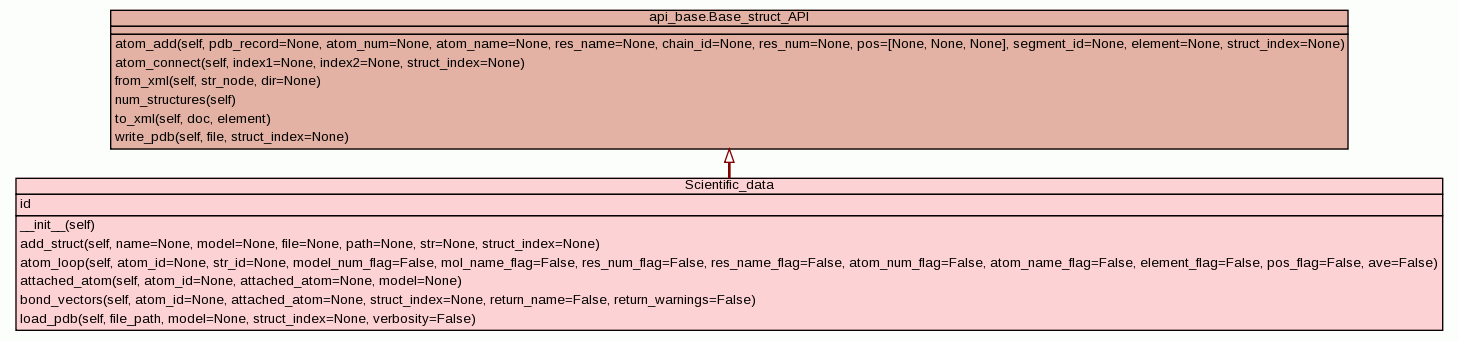 api_base.Base_struct_API
atom_add(self, pdb_record=None, atom_num=None, atom_name=None, res_name=None, chain_id=None, res_num=None, pos=[None, None, None], segment_id=None, element=None, struct_index=None)
atom_connect(self, index1=None, index2=None, struct_index=None)
from_xml(self, str_node, dir=None)
num_structures(self)
to_xml(self, doc, element)
write_pdb(self, file, struct_index=None)
Scientific_data
id
__init__(self)
add_struct(self, name=None, model=None, file=None, path=None, str=None, struct_index=None)
atom_loop(self, atom_id=None, str_id=None, model_num_flag=False, mol_name_flag=False, res_num_flag=False, res_name_flag=False, atom_num_flag=False, atom_name_flag=False, element_flag=False, pos_flag=False, ave=False)
attached_atom(self, atom_id=None, attached_atom=None, model=None)
bond_vectors(self, atom_id=None, attached_atom=None, struct_index=None, return_name=False, return_warnings=False)
load_pdb(self, file_path, model=None, struct_index=None, verbosity=False)